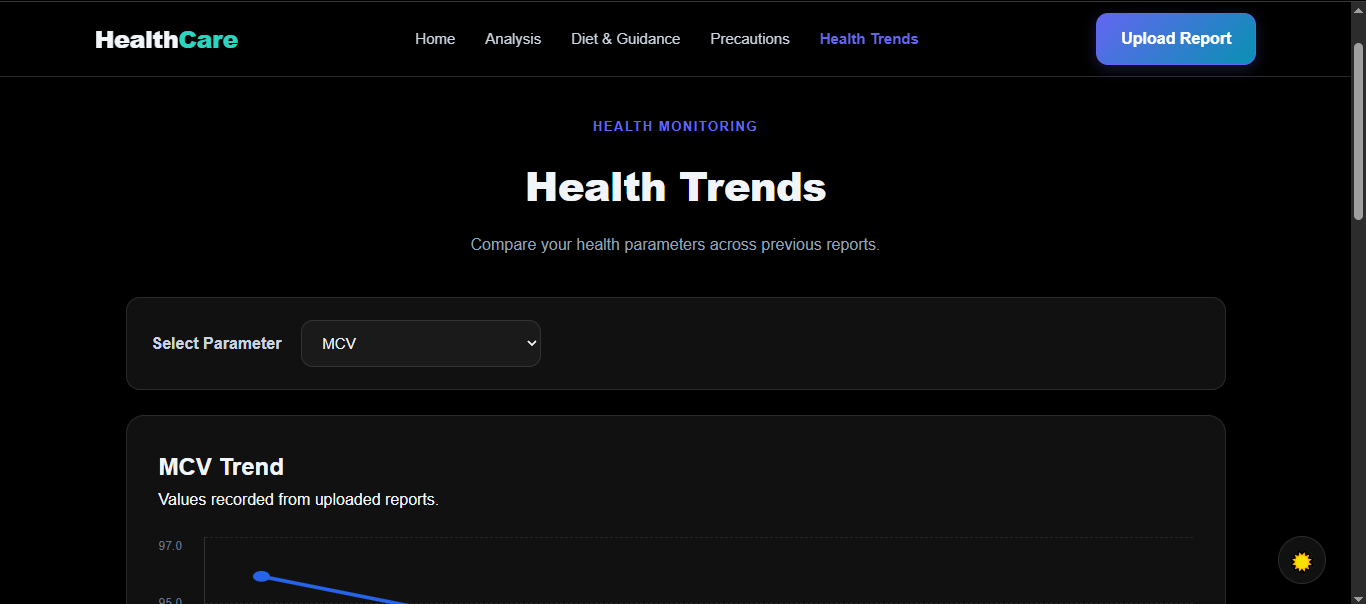 HealthCare
Home Analysis Diet & Guidance Precautions Health Trends
Upload Report
HEALTH MONITORING
Health Trends
Compare your health parameters across previous reports.
Select Parameter MCV
MCV Trend
Values recorded from uploaded reports.
97.0
95.0